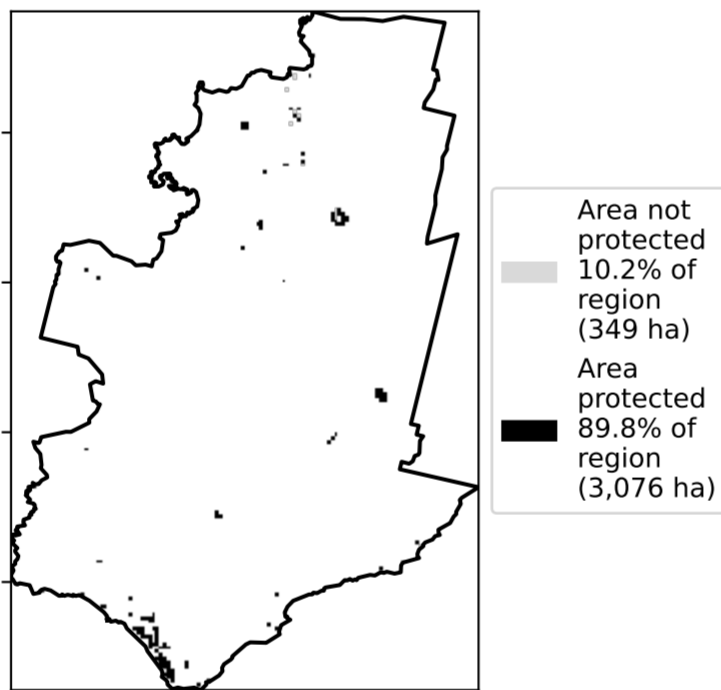 Area not
protected
10.2% of
region
(349 ha)
Area
protected
89.8% of
region
(3,076 ha)